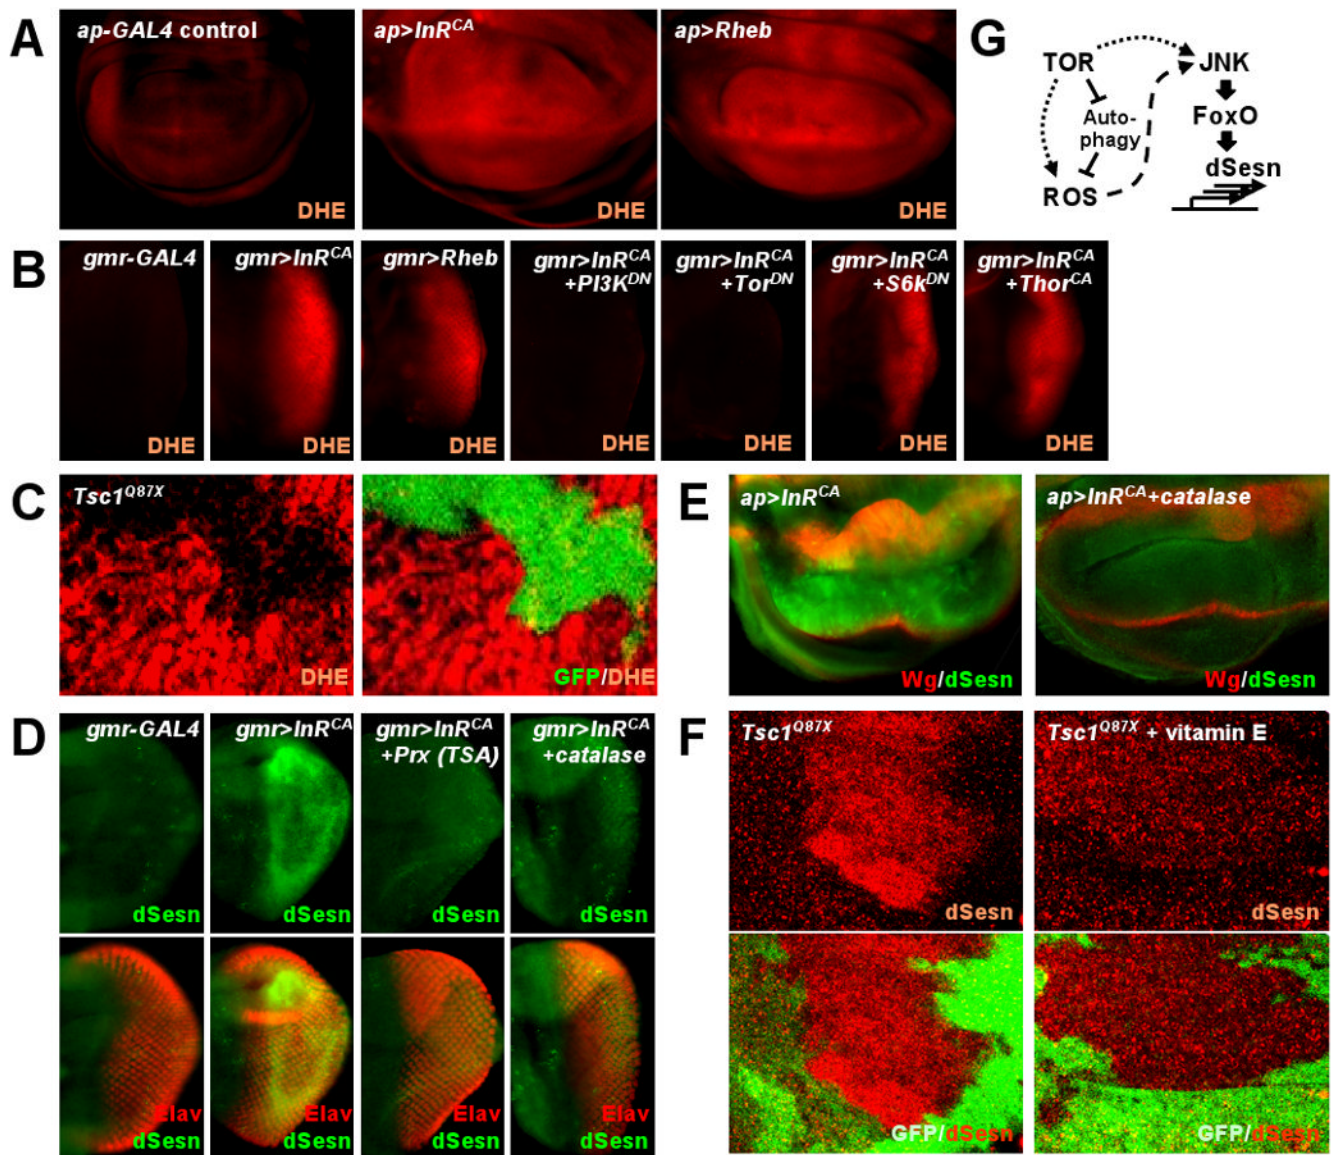 A
ap-GAL4 control
DHE
ap>InR^CA
DHE
ap>Rheb
DHE
G
TOR
JNK
Auto-
phagy
FoxO
ROS
dSesn
B
gmr-GAL4
DHE
gmr>InR^CA
DHE
gmr>Rheb
DHE
gmr>InR^CA
+PI3K^DN
DHE
gmr>InR^CA
+Tor^DN
DHE
gmr>InR^CA
+S6k^DN
DHE
gmr>InR^CA
+Thor^CA
DHE
C
Tsc1^Q87X
DHE
GFP/DHE
E
ap>InR^CA
Wg/dSesn
ap>InR^CA+catalase
Wg/dSesn
D
gmr-GAL4
dSesn
gmr>InR^CA
dSesn
gmr>InR^CA
+Prx (TSA)
dSesn
gmr>InR^CA
+catalase
dSesn
Elav
dSesn
Elav
dSesn
Elav
dSesn
Elav
dSesn
F
Tsc1^Q87X
dSesn
Tsc1^Q87X + vitamin E
dSesn
GFP/dSesn
GFP/dSesn